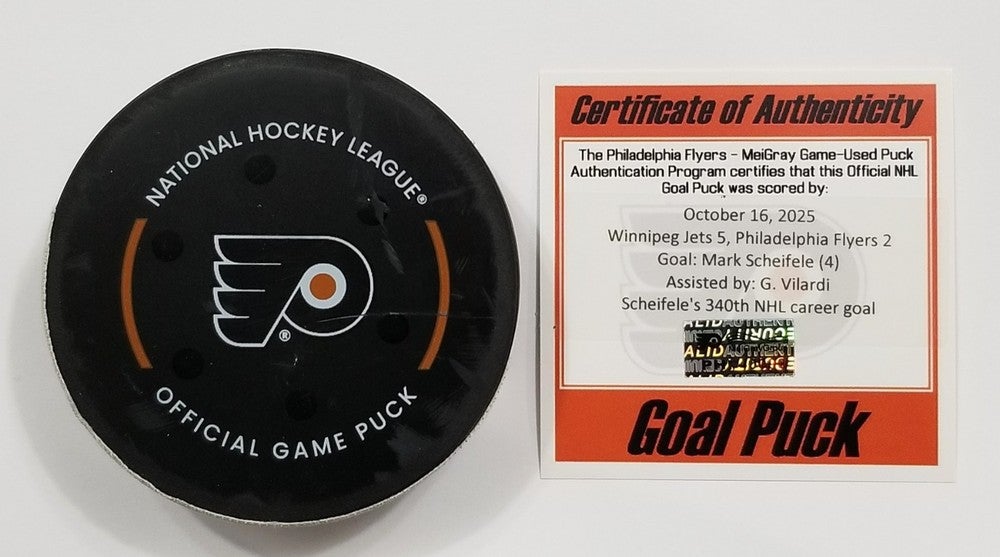 NATIONAL HOCKEY LEAGUE®
®
OFFICIAL GAME PUCK
Certificate of Authenticity
The Philadelphia Flyers - MeiGray Game-Used Puck
Authentication Program certifies that this Official NHL
Goal Puck was scored by:
October 16, 2025
Winnipeg Jets 5, Philadelphia Flyers 2
Goal: Mark Scheifele (4)
Assisted by: G. Vilardi
Scheifele's 340th NHL career goal
Goal Puck